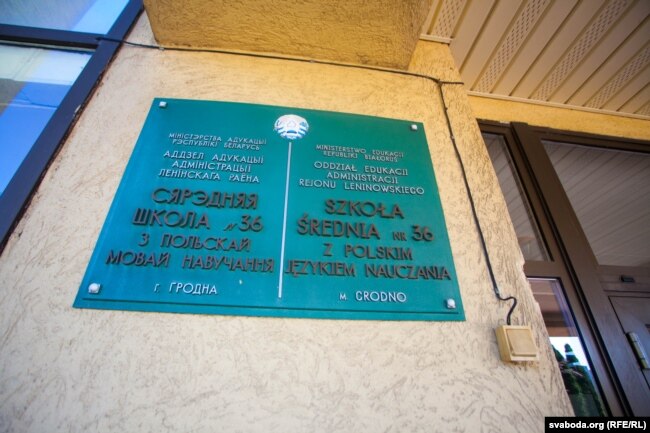 МІНІСТЭРСТВА АДУКАЦЫІ
РЭСПУБЛІКІ БЕЛАРУСЬ
АДДЗЕЛ АДУКАЦЫІ
АДМІНІСТРАЦЫІ
ЛЕНІНСКАГА РАЁНА
СЯРЭДНЯЯ
ШКОЛА № 36
З ПОЛЬСКАЙ
МОВАЙ НАВУЧАННЯ
г. ГРОДНА
MINISTERSTWO EDUKACJI
REPUBLIKI BIAŁORUŚ
ODDZIAŁ EDUKACJI
ADMINISTRACJI
REJONU LENINOWSKIEGO
SZKOŁA
ŚREDNIA NR 36
Z POLSKIM
JĘZYKIEM NAUCZANIA
м. GRODNO
svaboda.org (RFE/RL)